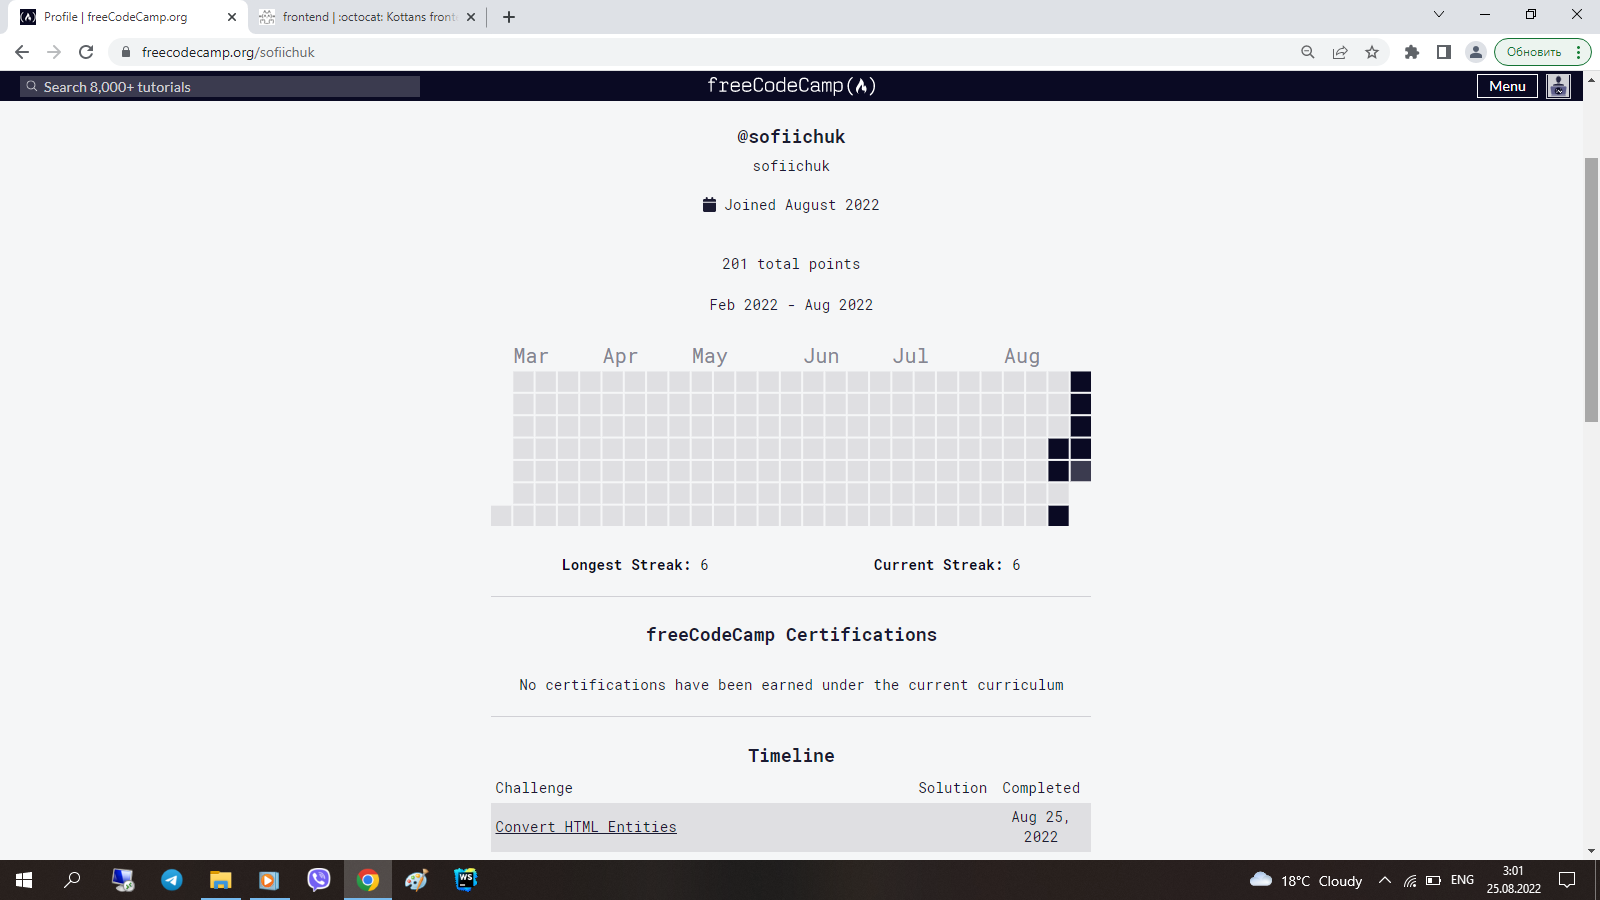 Profile | freeCodeCamp.org
frontend | :octocat: Kottans front
freecodecamp.org/sofiichuk
Обновить
Search 8,000+ tutorials
freeCodeCamp
Menu
@sofiichuk
sofiichuk
Joined August 2022
201 total points
Feb 2022 - Aug 2022
Mar Apr May Jun Jul Aug
Longest Streak: 6 Current Streak: 6
freeCodeCamp Certifications
No certifications have been earned under the current curriculum
Timeline
Challenge Solution Completed
Convert HTML Entities Aug 25,
2022
WS
18°C Cloudy
ENG
3:01
25.08.2022